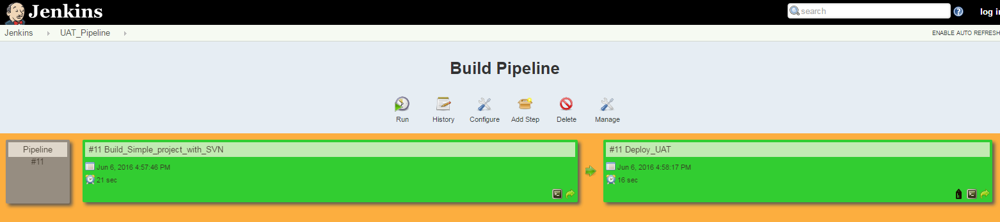 Jenkins
search
log i
Jenkins
UAT_Pipeline
ENABLE AUTO REFRESH
Build Pipeline
Run
History
Configure
Add Step
Delete
Manage
Pipeline
#11
#11 Build_Simple_project_with_SVN
Jun 6, 2016 4:57:46 PM
21 sec
#11 Deploy_UAT
Jun 6, 2016 4:58:17 PM
16 sec